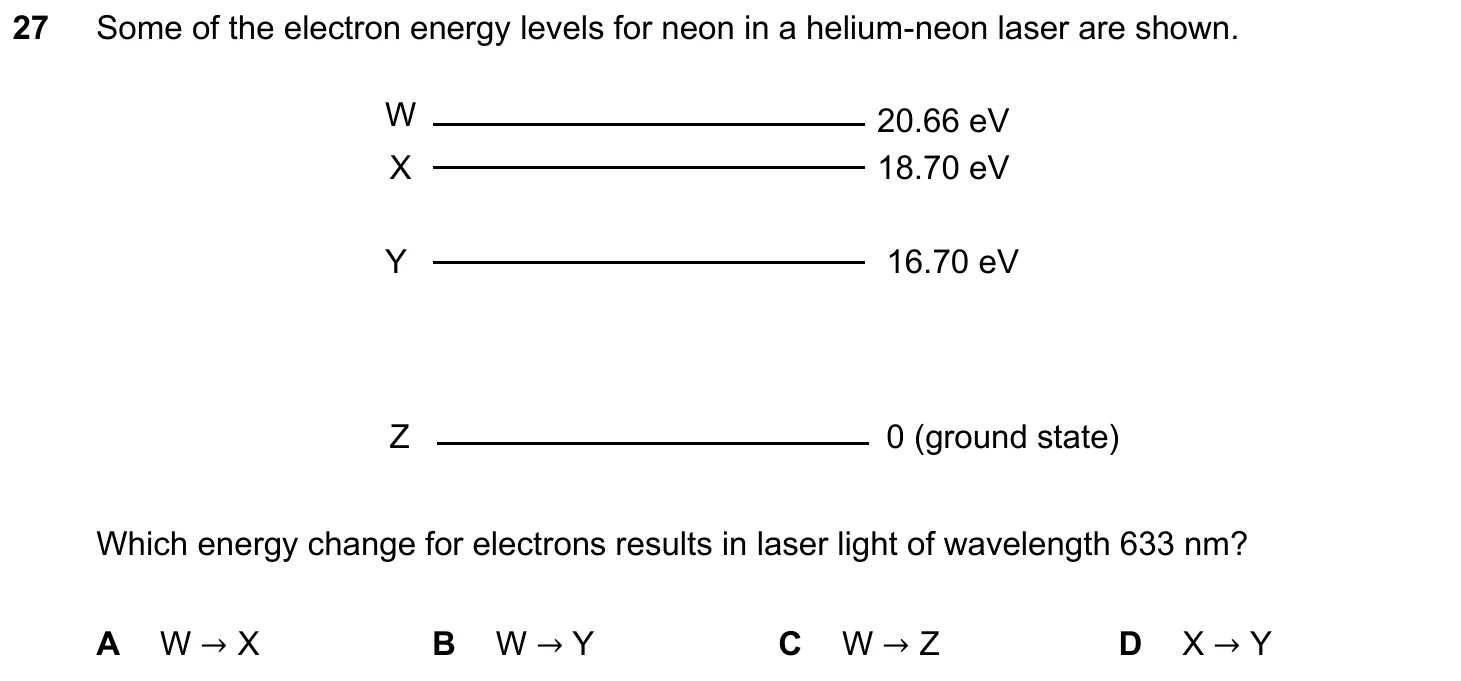 27 Some of the electron energy levels for neon in a helium-neon laser are shown.
W 20.66 eV
X 18.70 eV
Y 16.70 eV
Z 0 (ground state)
Which energy change for electrons results in laser light of wavelength 633 nm?
A W → X B W → Y C W → Z D X → Y